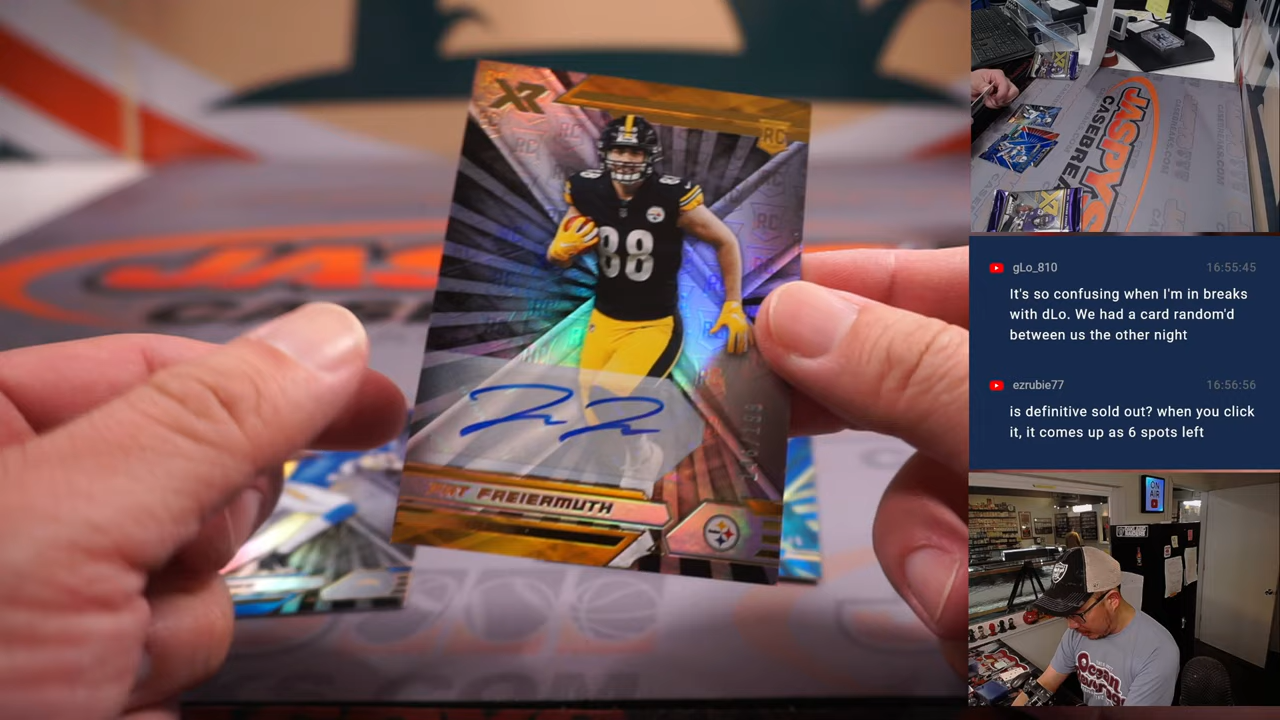 XR
RC
88
88
PAT FREIERMUTH
JASPYS
CASEBREAKS.COM
gLo_810
16:55:45
It's so confusing when I'm in breaks
with dLo. We had a card random'd
between us the other night
ezrubie77
16:56:56
is definitive sold out? when you click
it, it comes up as 6 spots left
ON
AIR